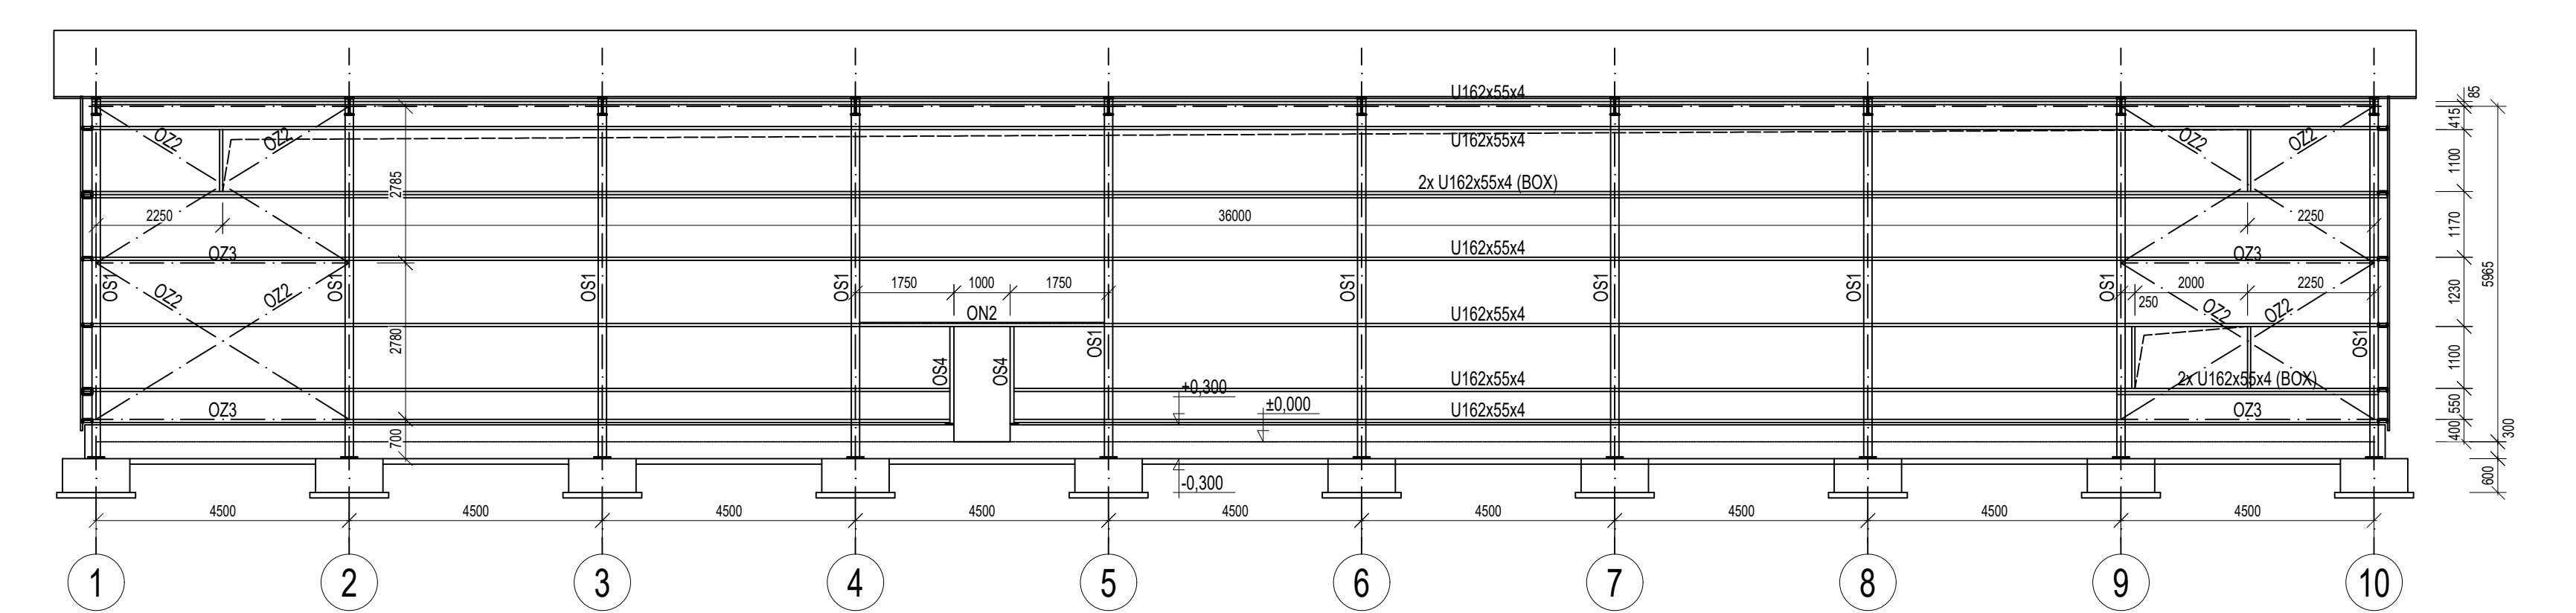 U162x55x4
85
415
OZ2 OZ2 U162x55x4 OZ2 OZ2
1100
2785 2x U162x55x4 (BOX)
2250 36000 2250
1170
OZ3 U162x55x4 OZ3
OS1 OS1 OS1 OS1 OS1 OS1 OS1 OS1
OZ2 OZ2 1750 1000 1750 2000 2250
250
1230
5965
ON2 U162x55x4 OZ2 OZ2
2780 OS1 OS1
OS4 OS4
1100
U162x55x4 2x U162x55x4 (BOX)
+0,300
±0,000
OZ3 U162x55x4 OZ3
550
700 400 300
-0,300 600
4500 4500 4500 4500 4500 4500 4500 4500 4500
1 2 3 4 5 6 7 8 9 10